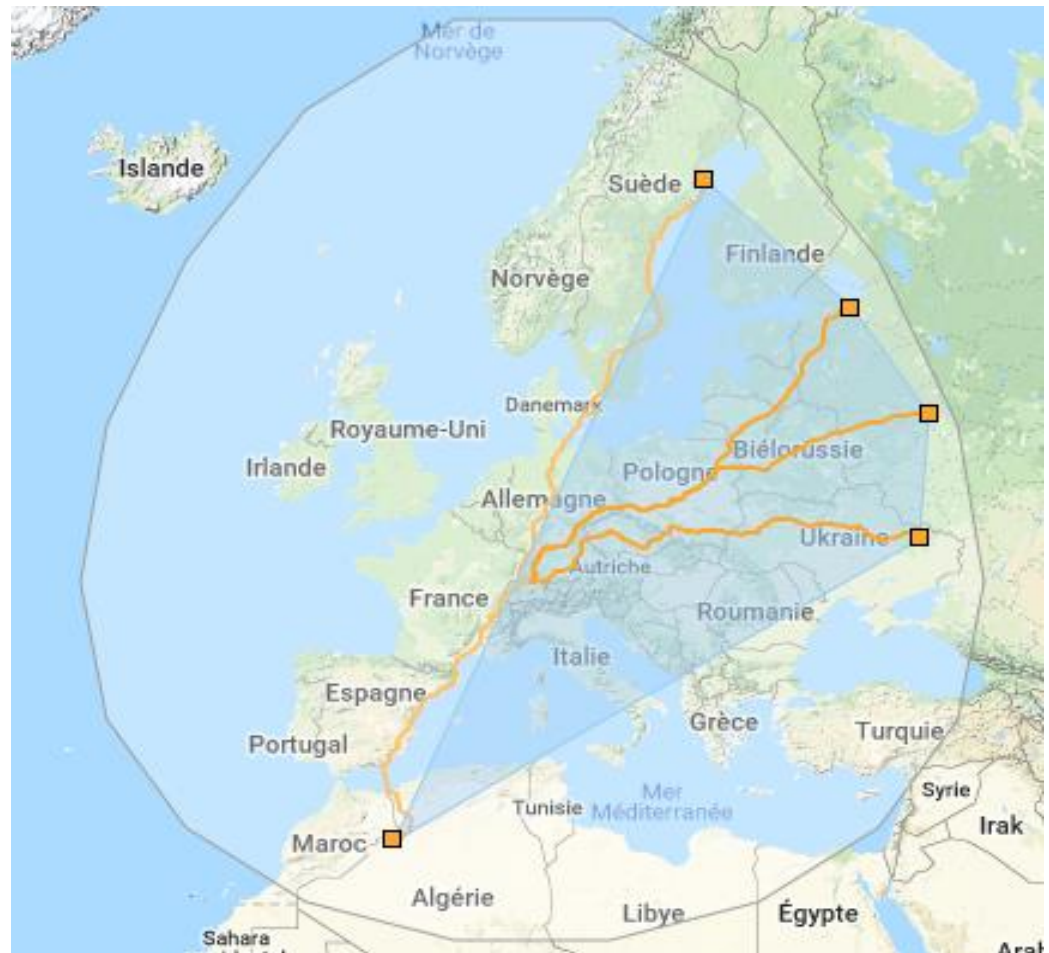 Mer de
Norvège
Islande
Suède
Finlande
Norvège
Danemark
Royaume-Uni
Irlande
Biélorussie
Pologne
Allemagne
Ukraine
Autriche
France
Roumanie
Italie
Espagne
Grèce
Portugal
Turquie
Syrie
Mer
Méditerranée
Tunisie
Irak
Maroc
Algérie
Libye
Égypte
Sahara